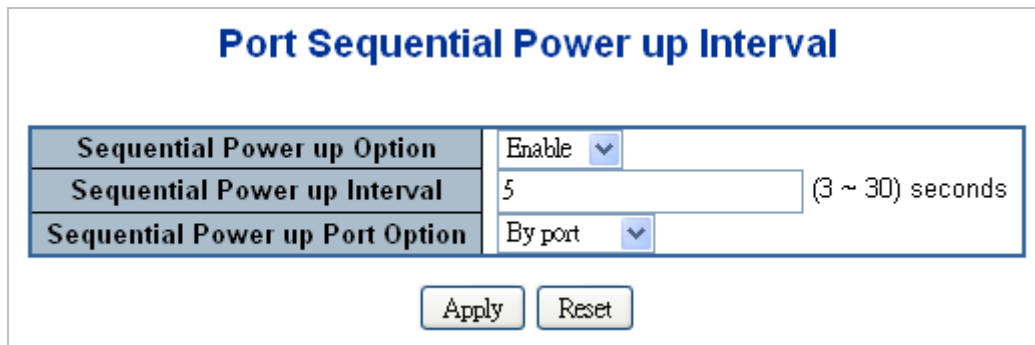 Port Sequential Power up Interval
Sequential Power up Option Enable
Sequential Power up Interval 5 (3 ~ 30) seconds
Sequential Power up Port Option By port
Apply Reset